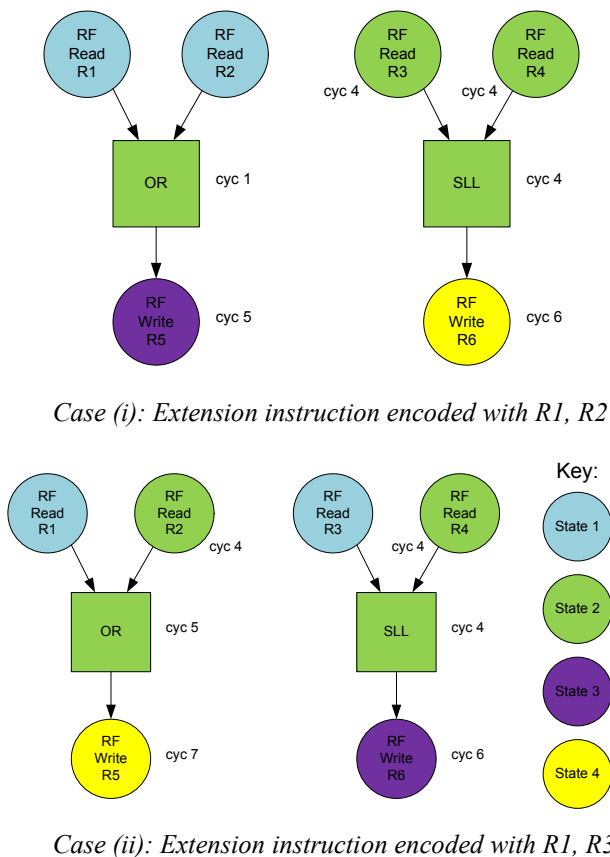 RF
Read
R1
RF
Read
R2
RF
Read
R3
RF
Read
R4
cyc 4
cyc 4
OR
cyc 1
SLL
cyc 4
RF
Write
R5
cyc 5
RF
Write
R6
cyc 6
Case (i): Extension instruction encoded with R1, R2
RF
Read
R1
RF
Read
R2
cyc 4
RF
Read
R3
RF
Read
R4
cyc 4
OR
cyc 5
SLL
cyc 4
RF
Write
R5
cyc 7
RF
Write
R6
cyc 6
Key:
State 1
State 2
State 3
State 4
Case (ii): Extension instruction encoded with R1, R3